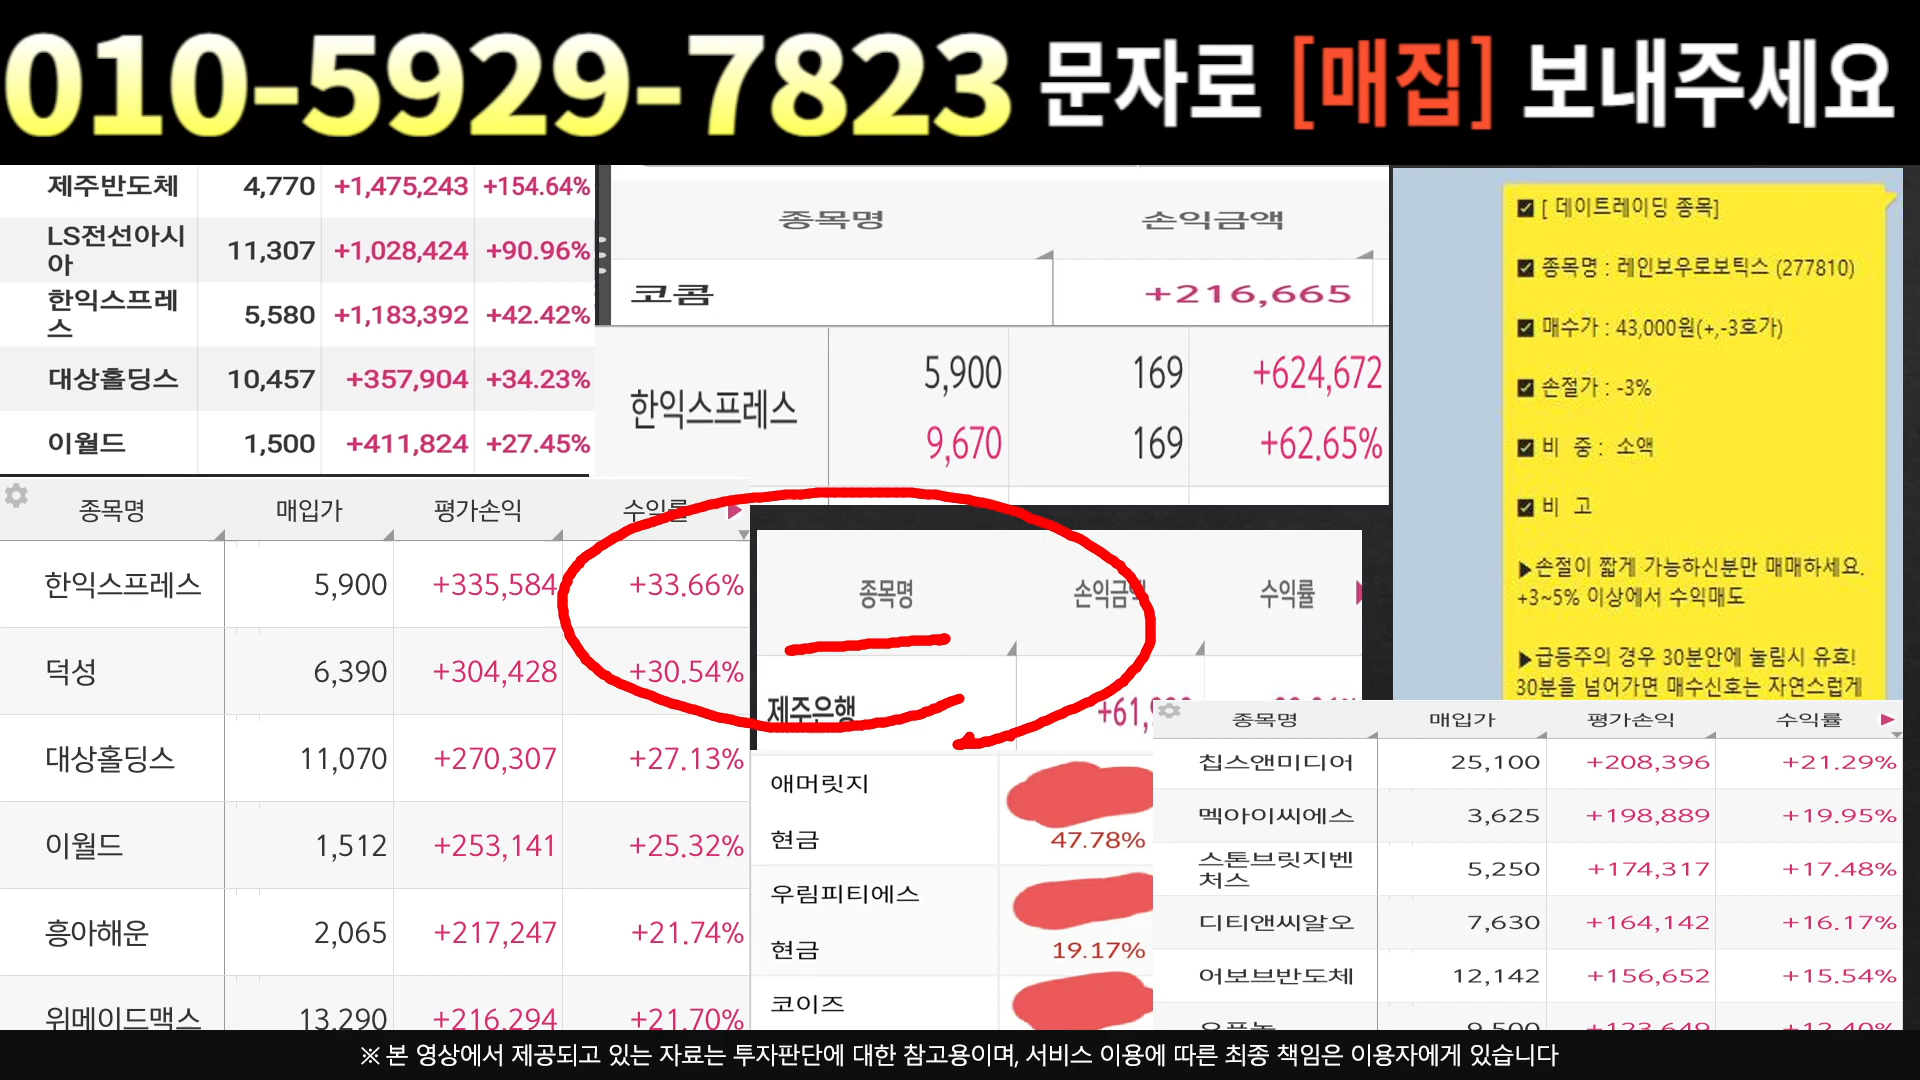 010-5929-7823 문자로 [매집] 보내주세요
제주반도체 4,770 +1,475,243 +154.64%
LS전선아시아 11,307 +1,028,424 +90.96%
한익스프레스 5,580 +1,183,392 +42.42%
대상홀딩스 10,457 +357,904 +34.23%
이월드 1,500 +411,824 +27.45%
종목명 손익금액
코콤 +216,665
한익스프레스 5,900 169 +624,672
9,670 169 +62.65%
☑ [ 데이트레이딩 종목]
☑ 종목명 : 레인보우로보틱스 (277810)
☑ 매수가 : 43,000원(+,-3호가)
☑ 손절가 : -3%
☑ 비 중 : 소액
☑ 비 고
▶손절이 짧게 가능하신분만 매매하세요.
+3~5% 이상에서 수익매도
▶급등주의 경우 30분안에 눌림시 유효!
30분을 넘어가면 매수신호는 자연스럽게
종목명 매입가 평가손익 수익률
한익스프레스 5,900 +335,584 +33.66%
덕성 6,390 +304,428 +30.54%
대상홀딩스 11,070 +270,307 +27.13%
이월드 1,512 +253,141 +25.32%
흥아해운 2,065 +217,247 +21.74%
위메이드맥스 13,290 +216,294 +21.70%
종목명 손익금액 수익률
제주은행
애머릿지
현금 47.78%
우림피티에스
현금 19.17%
코이즈
종목명 매입가 평가손익 수익률
칩스앤미디어 25,100 +208,396 +21.29%
멕아이씨에스 3,625 +198,889 +19.95%
스톤브릿지벤처스 5,250 +174,317 +17.48%
디티앤씨알오 7,630 +164,142 +16.17%
어보브반도체 12,142 +156,652 +15.54%
※ 본 영상에서 제공되고 있는 자료는 투자판단에 대한 참고용이며, 서비스 이용에 따른 최종 책임은 이용자에게 있습니다